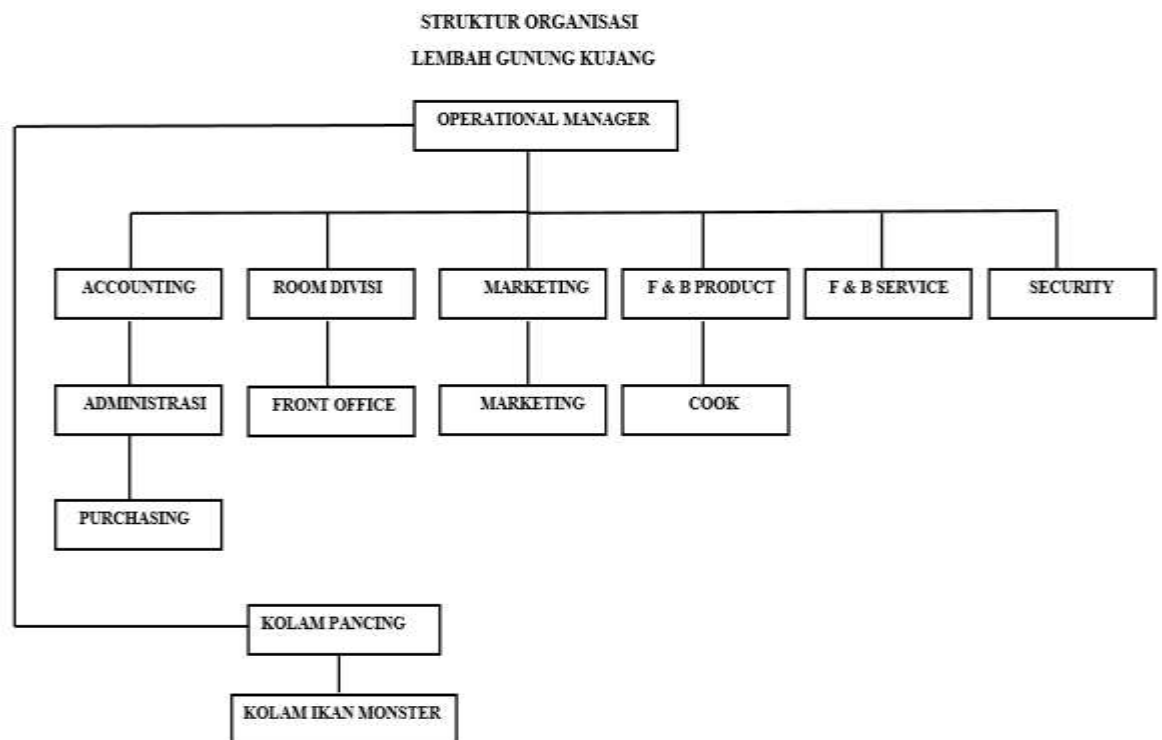 STRUKTUR ORGANISASI
LEMBAH GUNUNG KUJANG
OPERATIONAL MANAGER
ACCOUNTING
ROOM DIVISI
MARKETING
F & B PRODUCT
F & B SERVICE
SECURITY
ADMINISTRASI
FRONT OFFICE
MARKETING
COOK
PURCHASING
KOLAM PANCING
KOLAM IKAN MONSTER